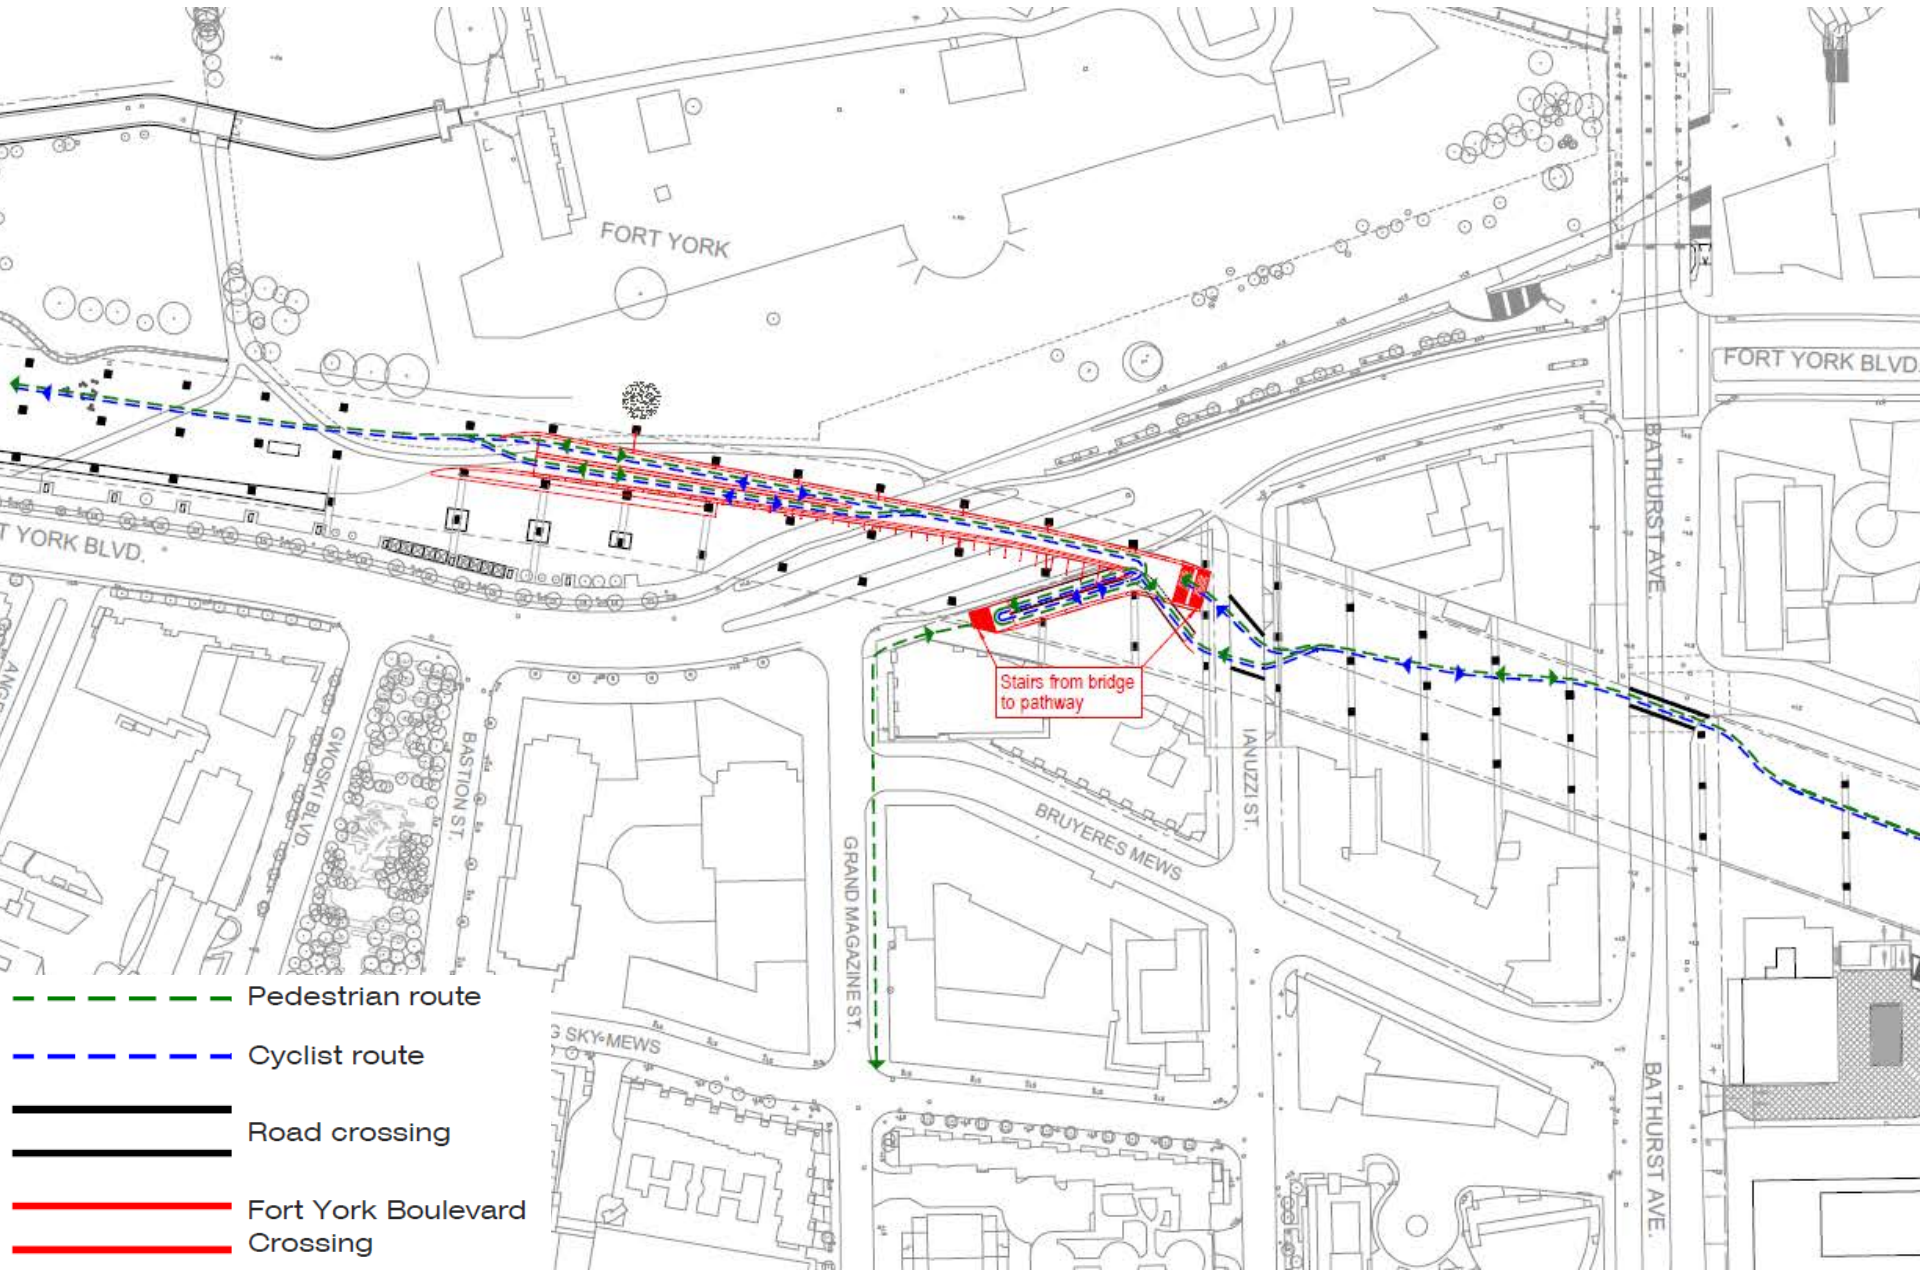 FORT YORK
FORT YORK BLVD.
BATHURST AVE.
T YORK BLVD.
Stairs from bridge
to pathway
ANGE
GWOSKI BLVD
BASTION ST.
IANUZZI ST.
BRUYERES MEWS
GRAND MAGAZINE ST.
G SKY MEWS
BATHURST AVE.
Pedestrian route
Cyclist route
Road crossing
Fort York Boulevard
Crossing